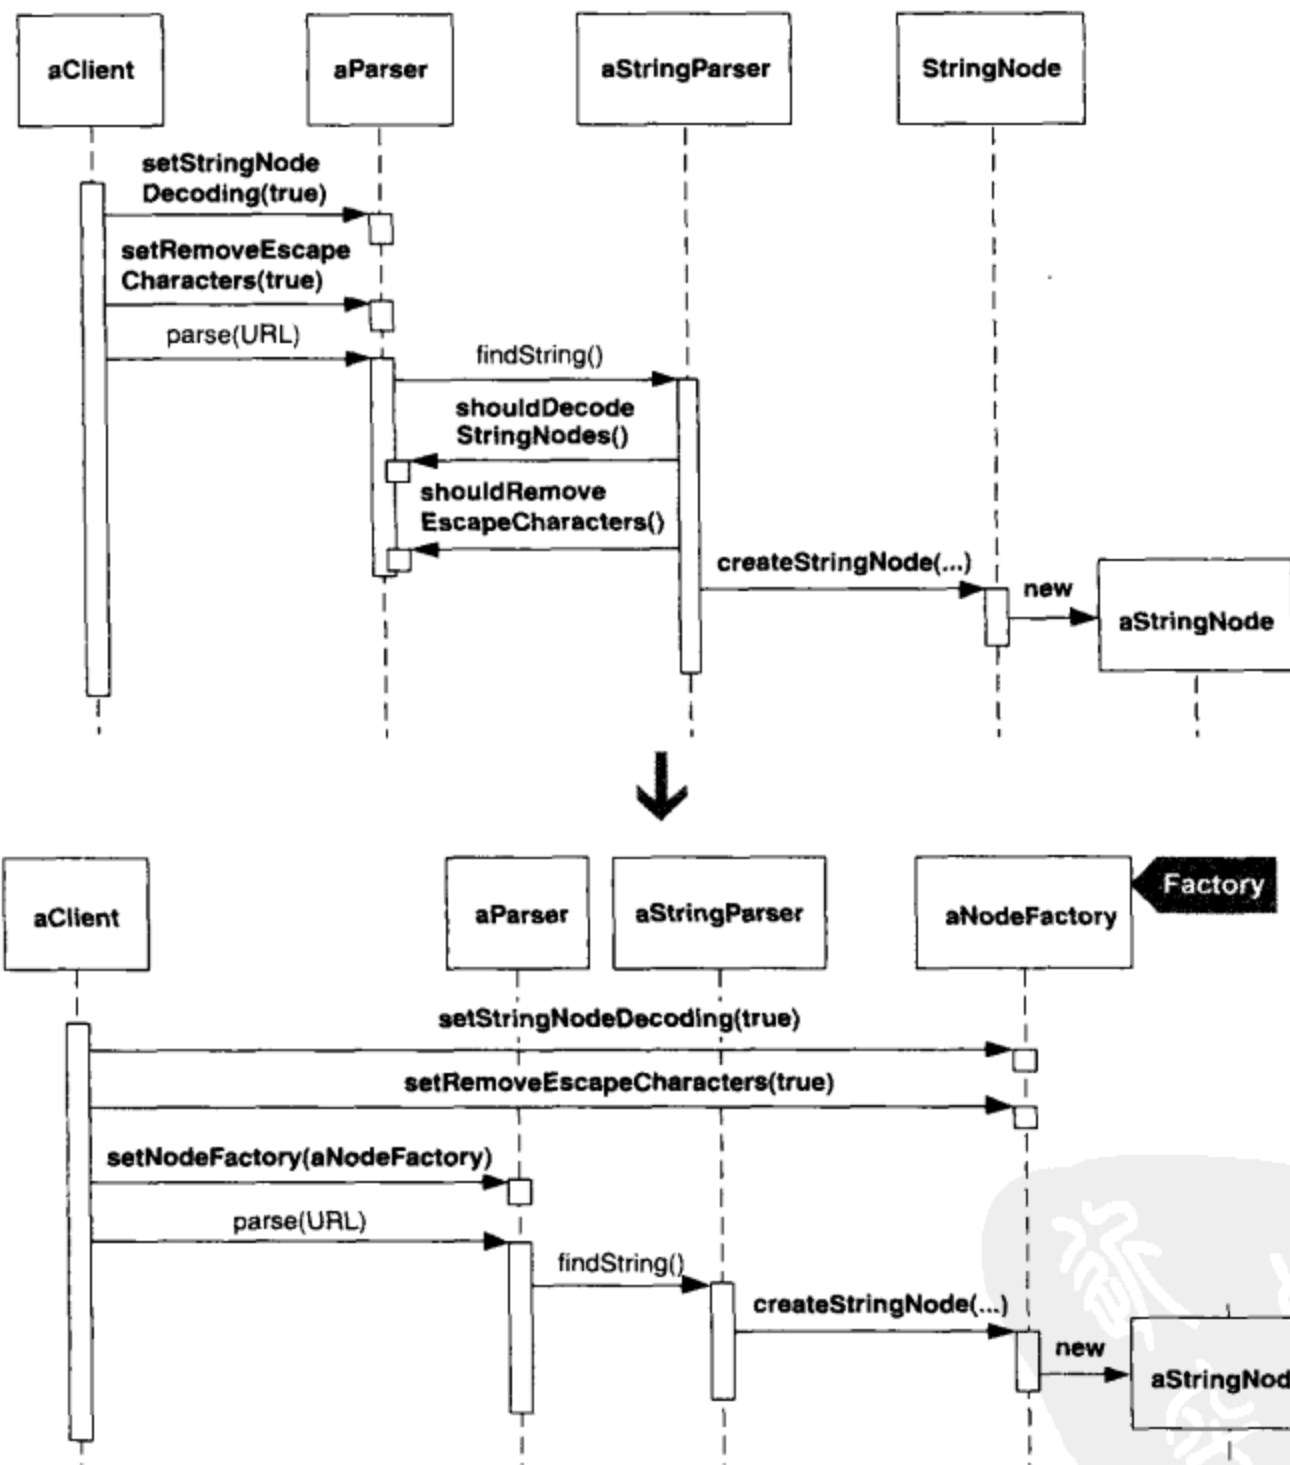 aClient
aParser
aStringParser
StringNode
setStringNode
Decoding(true)
setRemoveEscape
Characters(true)
parse(URL)
findString()
shouldDecode
StringNodes()
shouldRemove
EscapeCharacters()
createStringNode(...)
new
aStringNode
aClient
aParser
aStringParser
aNodeFactory
Factory
setStringNodeDecoding(true)
setRemoveEscapeCharacters(true)
setNodeFactory(aNodeFactory)
parse(URL)
findString()
createStringNode(...)
new
aStringNod